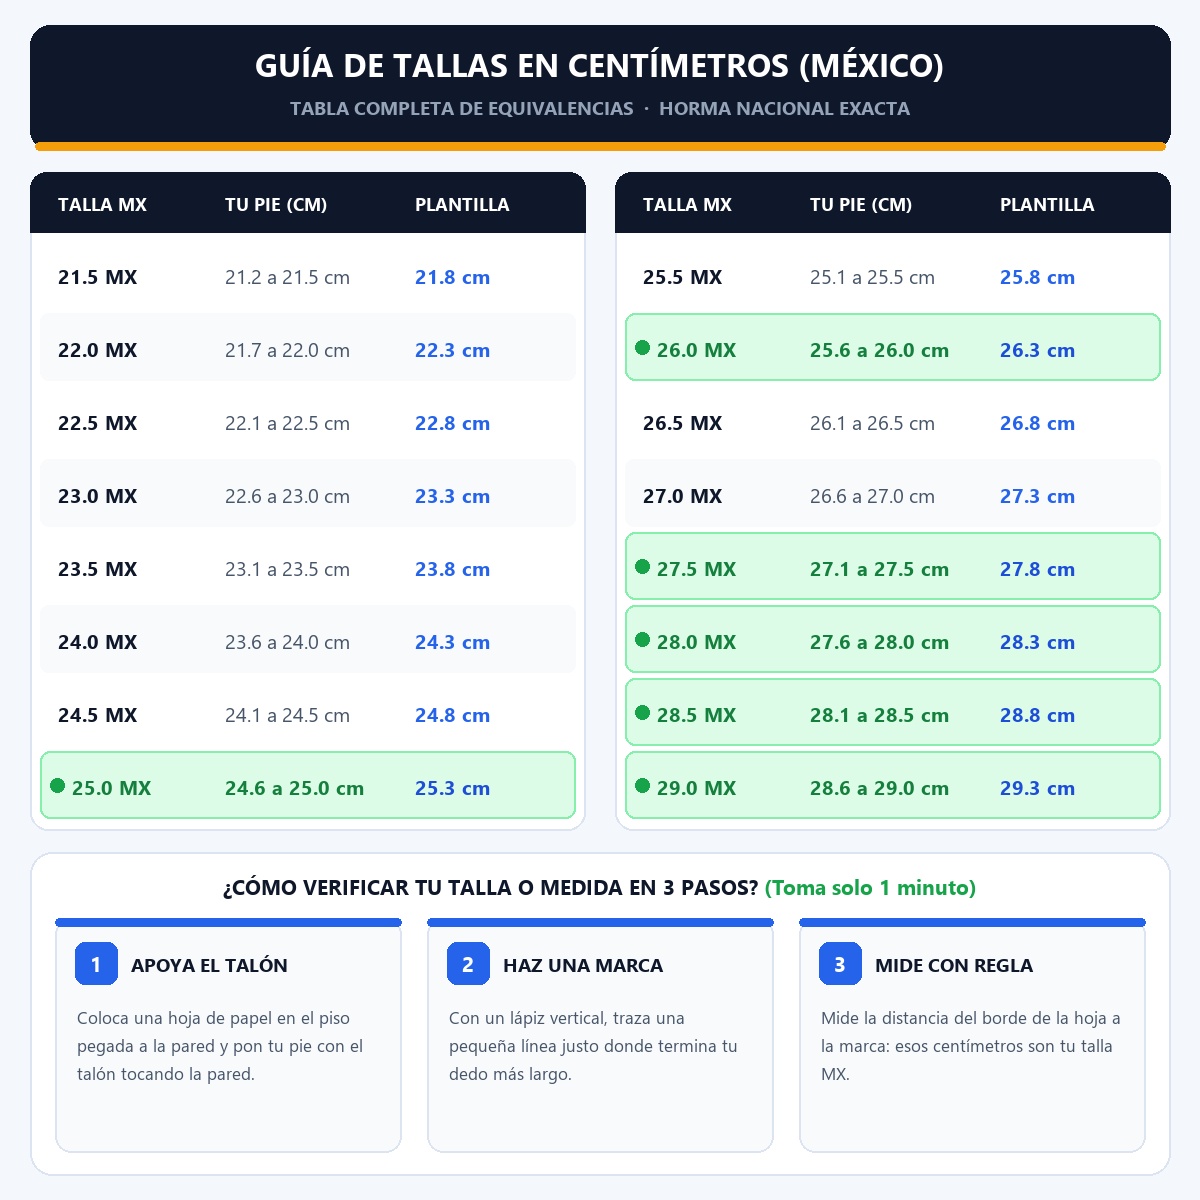 GUÍA DE TALLAS EN CENTÍMETROS (MÉXICO)
TABLA COMPLETA DE EQUIVALENCIAS · HORMA NACIONAL EXACTA
TALLA MX TU PIE (CM) PLANTILLA
21.5 MX 21.2 a 21.5 cm 21.8 cm
22.0 MX 21.7 a 22.0 cm 22.3 cm
22.5 MX 22.1 a 22.5 cm 22.8 cm
23.0 MX 22.6 a 23.0 cm 23.3 cm
23.5 MX 23.1 a 23.5 cm 23.8 cm
24.0 MX 23.6 a 24.0 cm 24.3 cm
24.5 MX 24.1 a 24.5 cm 24.8 cm
25.0 MX 24.6 a 25.0 cm 25.3 cm
TALLA MX TU PIE (CM) PLANTILLA
25.5 MX 25.1 a 25.5 cm 25.8 cm
26.0 MX 25.6 a 26.0 cm 26.3 cm
26.5 MX 26.1 a 26.5 cm 26.8 cm
27.0 MX 26.6 a 27.0 cm 27.3 cm
27.5 MX 27.1 a 27.5 cm 27.8 cm
28.0 MX 27.6 a 28.0 cm 28.3 cm
28.5 MX 28.1 a 28.5 cm 28.8 cm
29.0 MX 28.6 a 29.0 cm 29.3 cm
¿CÓMO VERIFICAR TU TALLA O MEDIDA EN 3 PASOS? (Toma solo 1 minuto)
1 APOYA EL TALÓN
Coloca una hoja de papel en el piso
pegada a la pared y pon tu pie con el
talón tocando la pared.
2 HAZ UNA MARCA
Con un lápiz vertical, traza una
pequeña línea justo donde termina tu
dedo más largo.
3 MIDE CON REGLA
Mide la distancia del borde de la hoja a
la marca: esos centímetros son tu talla
MX.